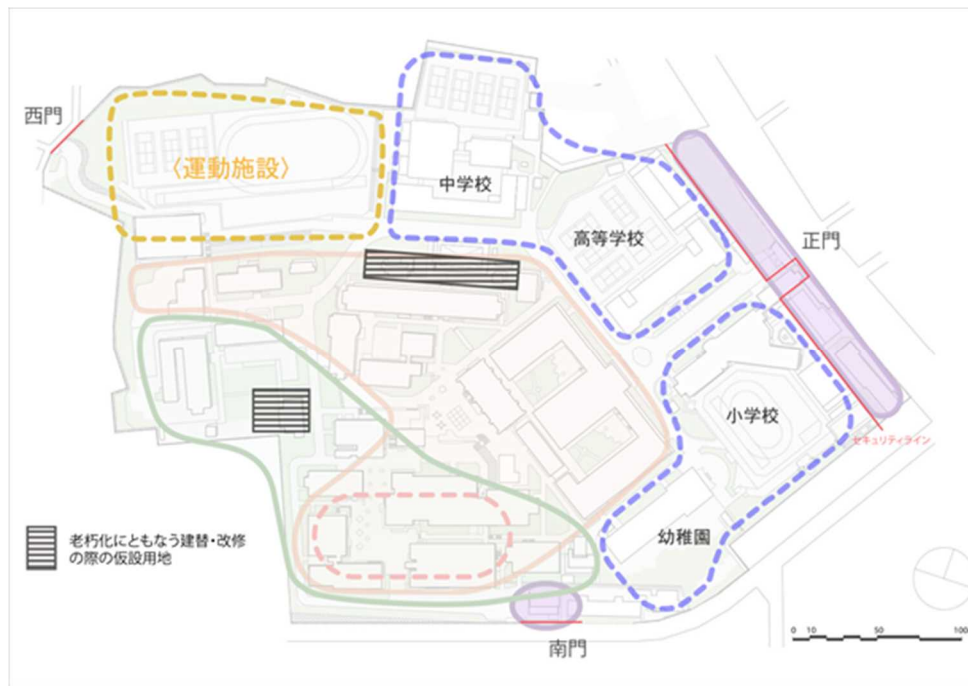 西門
〈運動施設〉
中学校
高等学校
正門
小学校
セキュリティライン
幼稚園
老朽化にともなう建替・改修
の際の仮設用地
南門
0 10 50 100